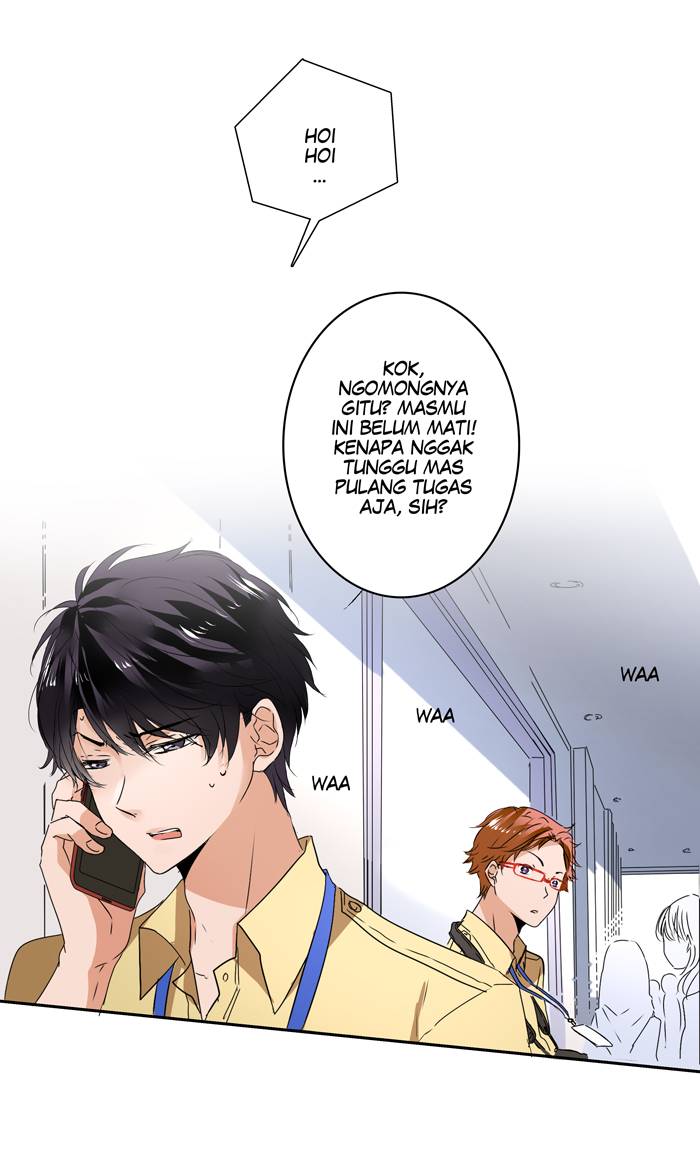 HOI
HOI
...
KOK,
NGOMONGNYA
GITU? MASMU
INI BELUM MATI!
KENAPA NGGAK
TUNGGU MAS
PULANG TUGAS
AJA, SIH?
WAA
WAA
WAA